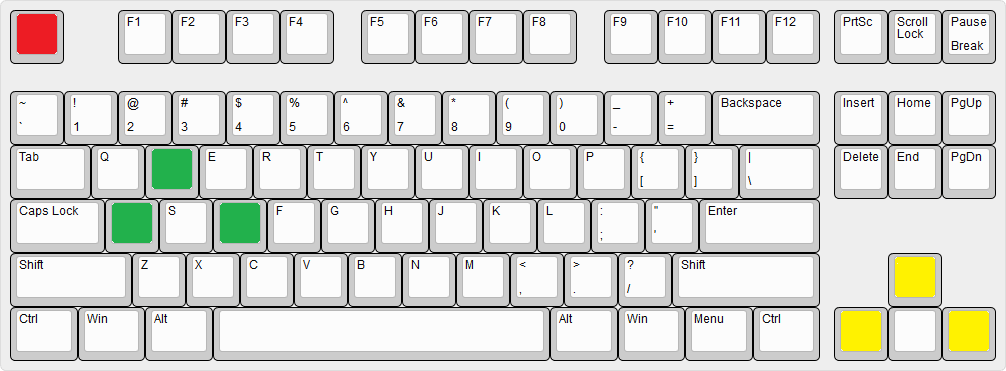 F1 F2 F3 F4 F5 F6 F7 F8 F9 F10 F11 F12 PrtSc Scroll Lock Pause Break
~ ` ! 1 @ 2 # 3 $ 4 % 5 ^ 6 & 7 * 8 ( 9 ) 0 _ - + = Backspace Insert Home PgUp
Tab Q E R T Y U I O P { [ } ] | \ Delete End PgDn
Caps Lock S F G H J K L : ; " ' Enter
Shift Z X C V B N M < , > . ? / Shift
Ctrl Win Alt Alt Win Menu Ctrl